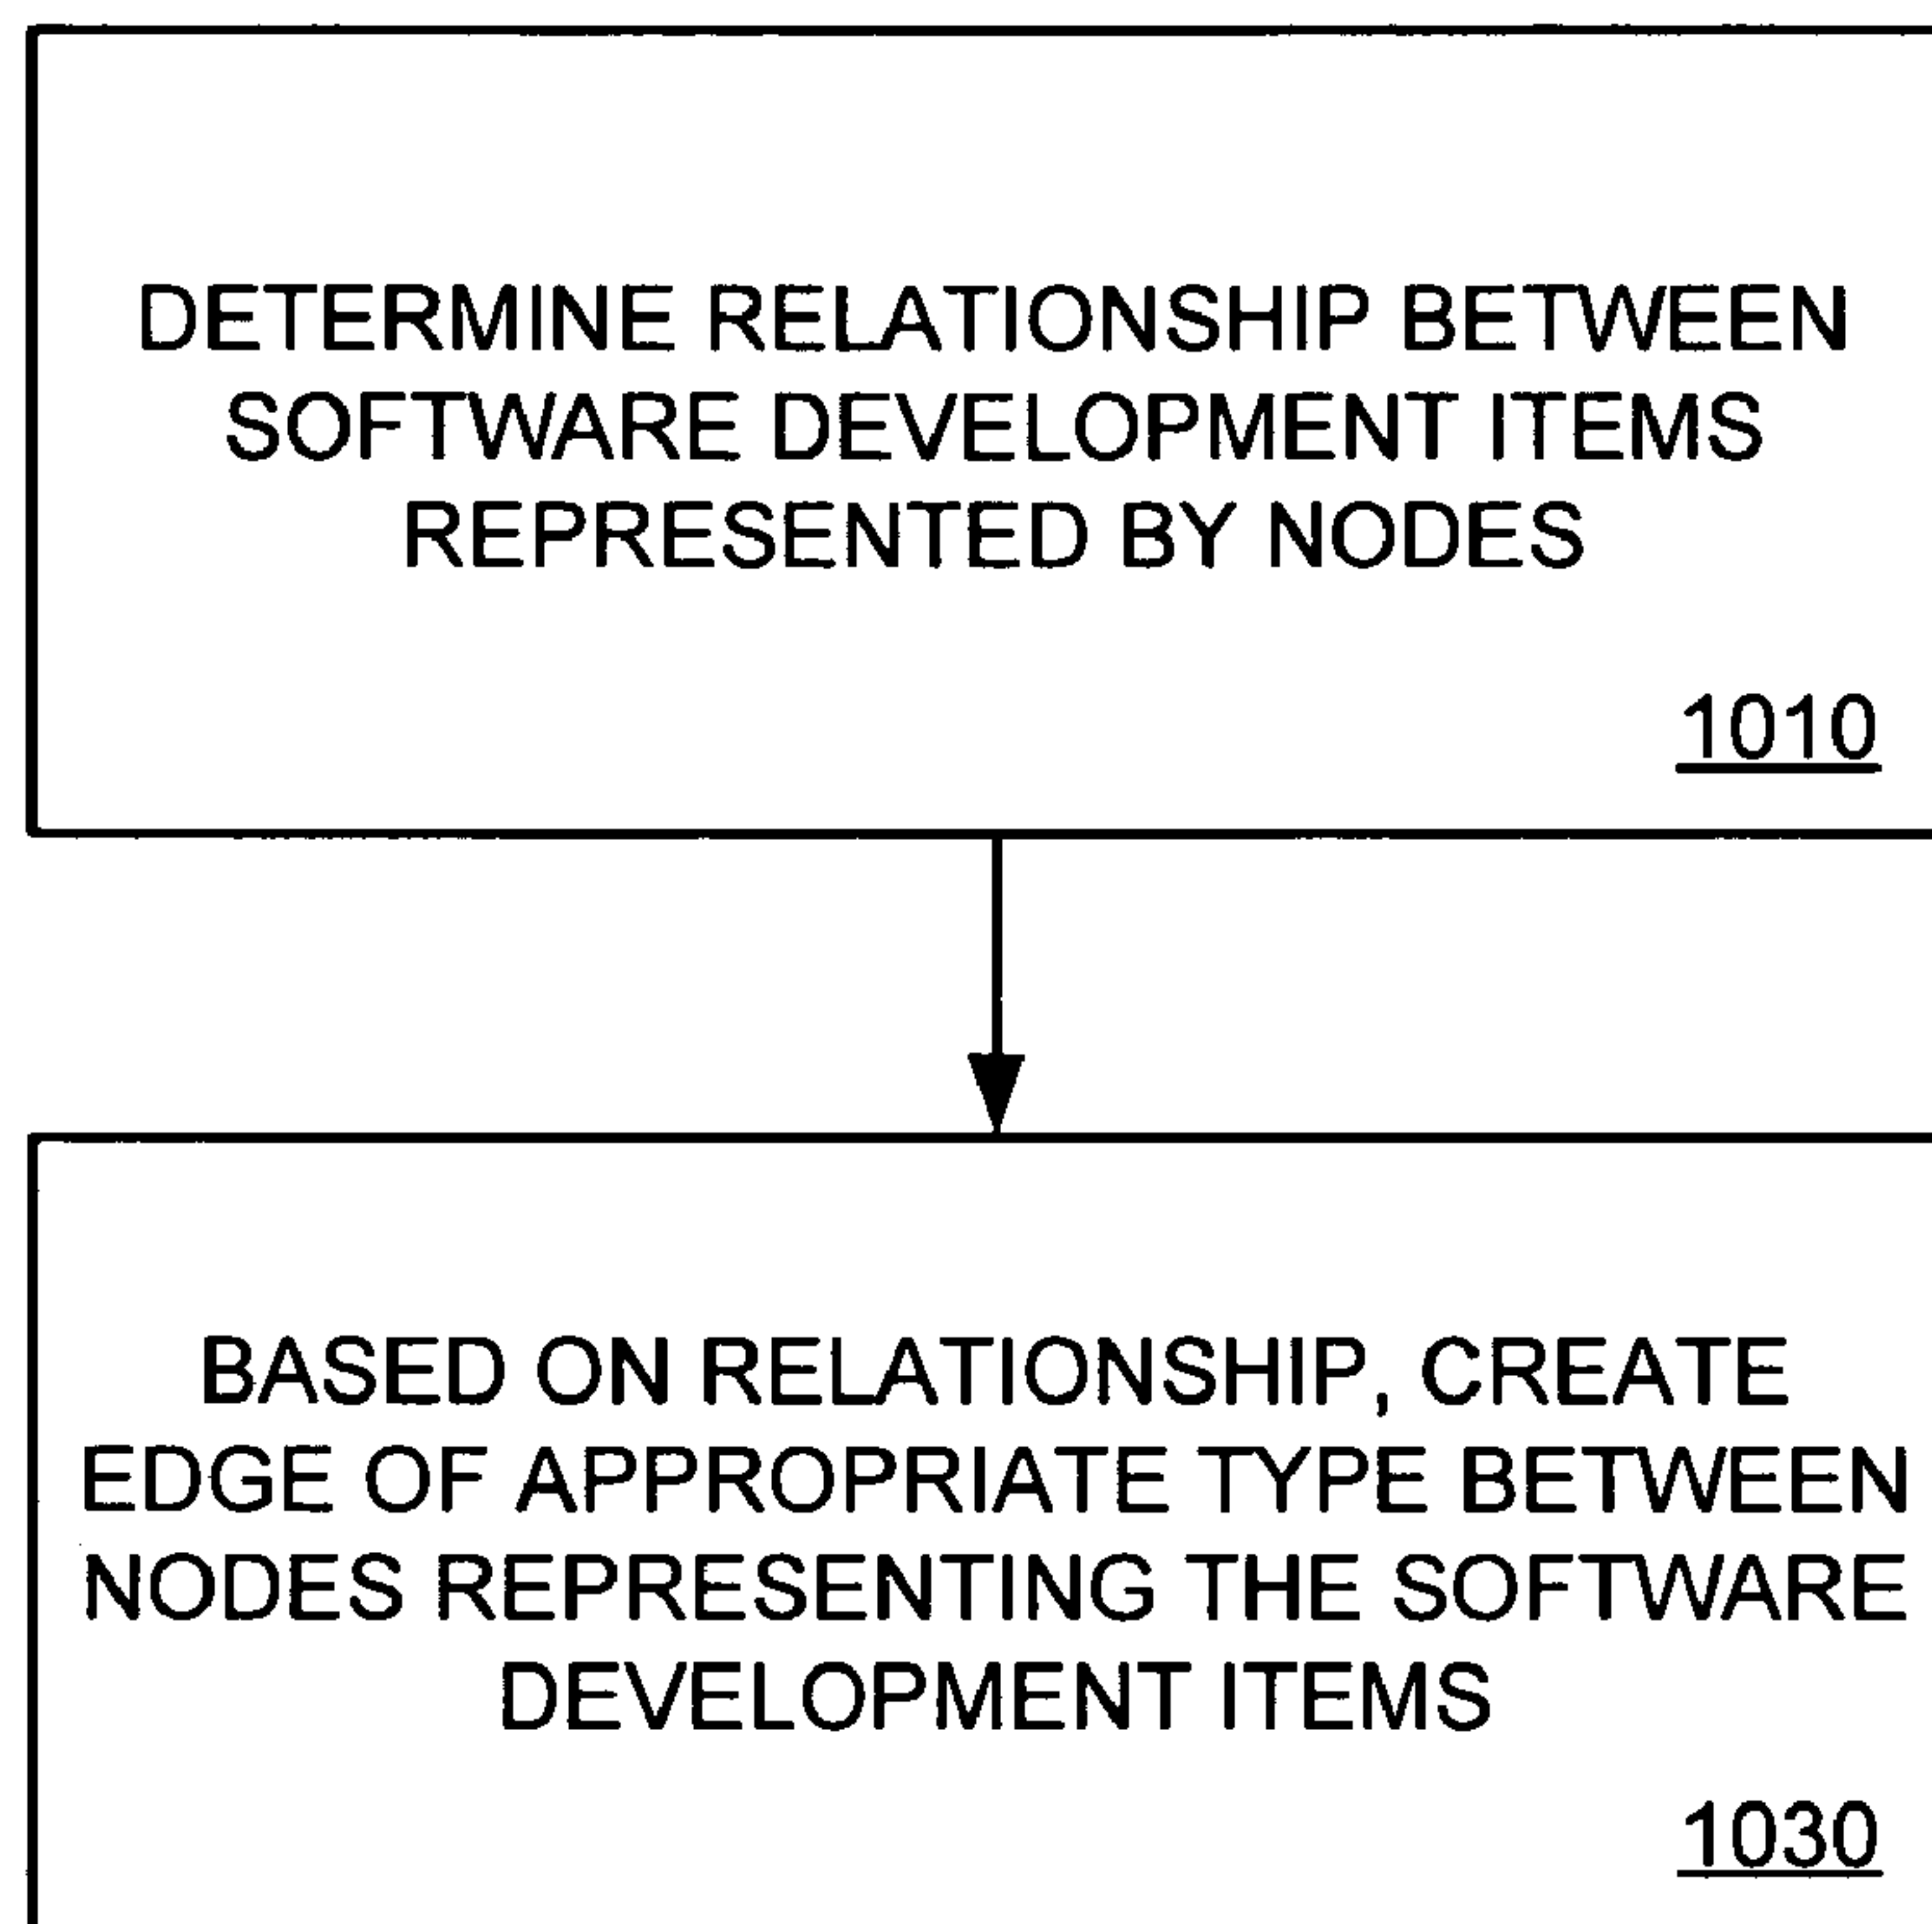 DETERMINE RELATIONSHIP BETWEEN
SOFTWARE DEVELOPMENT ITEMS
REPRESENTED BY NODES
1010
BASED ON RELATIONSHIP, CREATE
EDGE OF APPROPRIATE TYPE BETWEEN
NODES REPRESENTING THE SOFTWARE
DEVELOPMENT ITEMS
1030